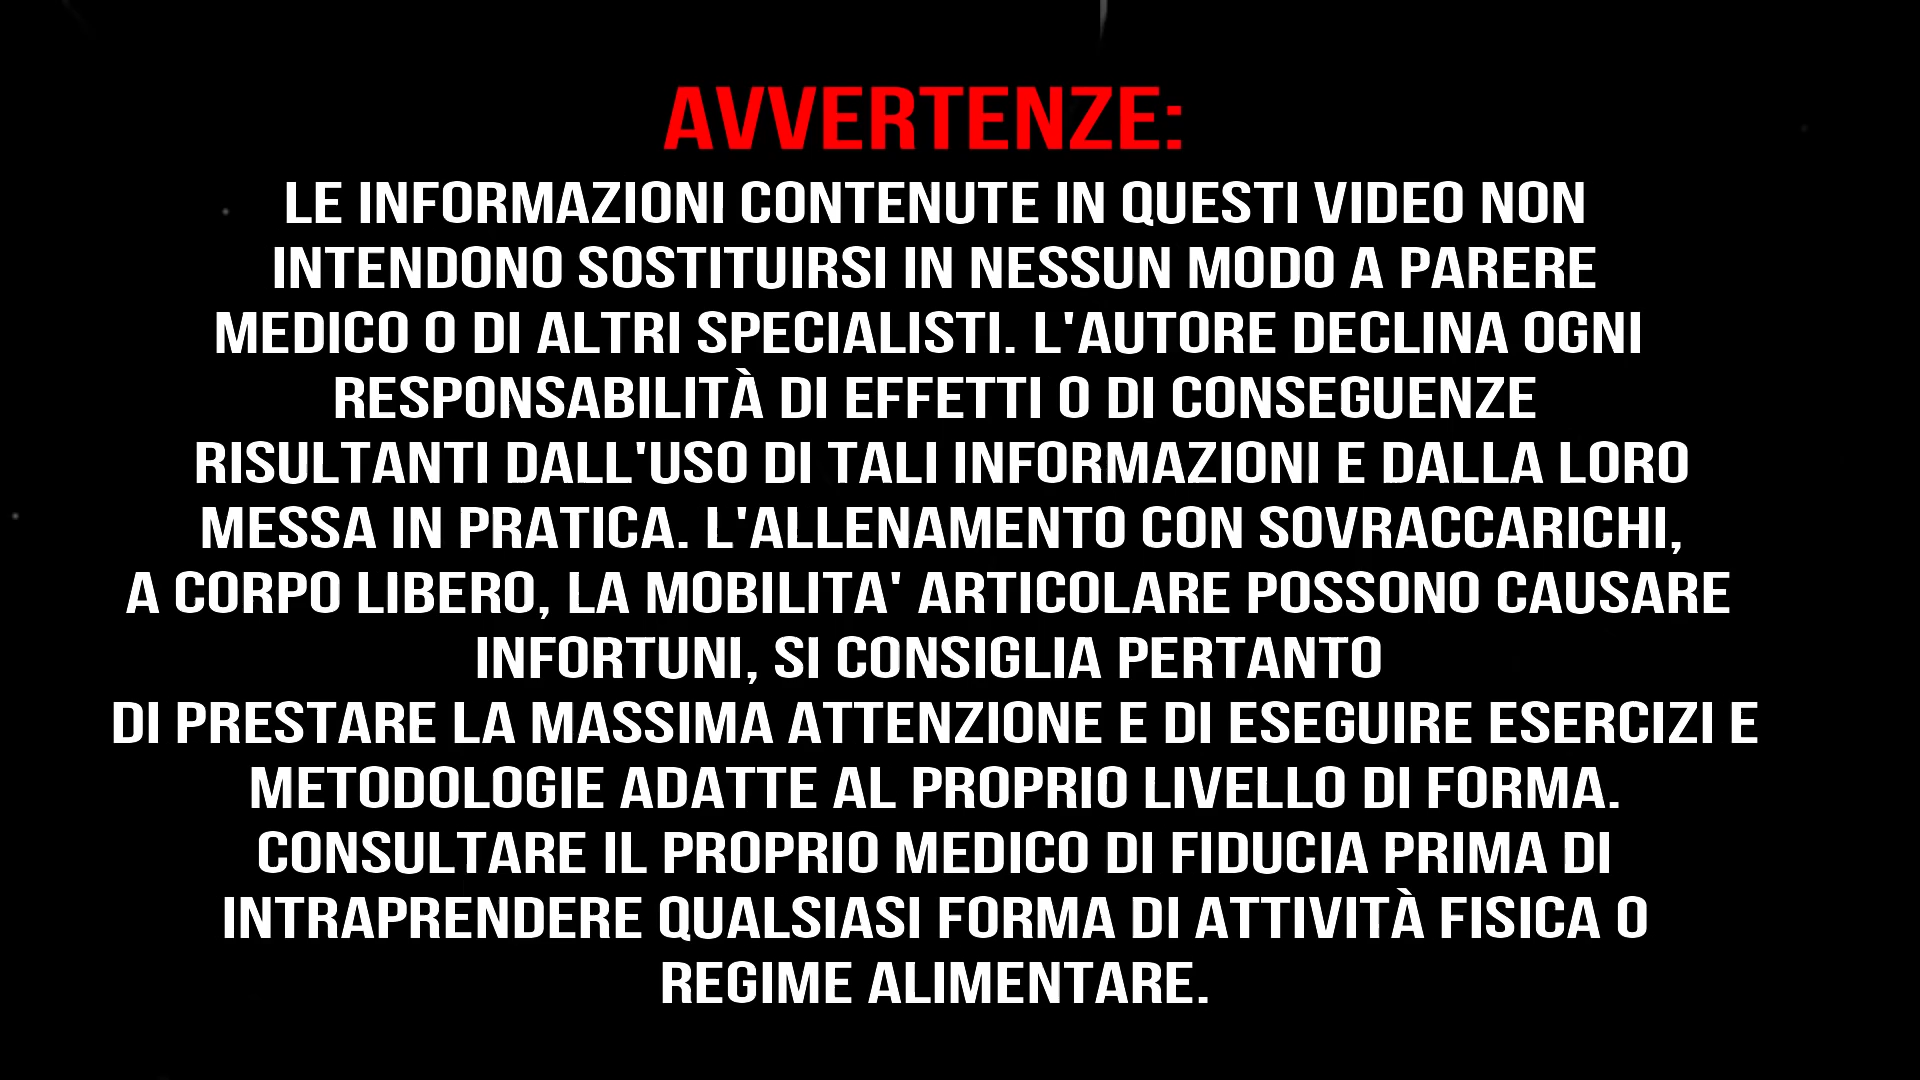 AVVERTENZE:
LE INFORMAZIONI CONTENUTE IN QUESTI VIDEO NON
INTENDONO SOSTITUIRSI IN NESSUN MODO A PARERE
MEDICO O DI ALTRI SPECIALISTI. L'AUTORE DECLINA OGNI
RESPONSABILITÀ DI EFFETTI O DI CONSEGUENZE
RISULTANTI DALL'USO DI TALI INFORMAZIONI E DALLA LORO
MESSA IN PRATICA. L'ALLENAMENTO CON SOVRACCARICHI,
A CORPO LIBERO, LA MOBILITA' ARTICOLARE POSSONO CAUSARE
INFORTUNI, SI CONSIGLIA PERTANTO
DI PRESTARE LA MASSIMA ATTENZIONE E DI ESEGUIRE ESERCIZI E
METODOLOGIE ADATTE AL PROPRIO LIVELLO DI FORMA.
CONSULTARE IL PROPRIO MEDICO DI FIDUCIA PRIMA DI
INTRAPRENDERE QUALSIASI FORMA DI ATTIVITÀ FISICA O
REGIME ALIMENTARE.